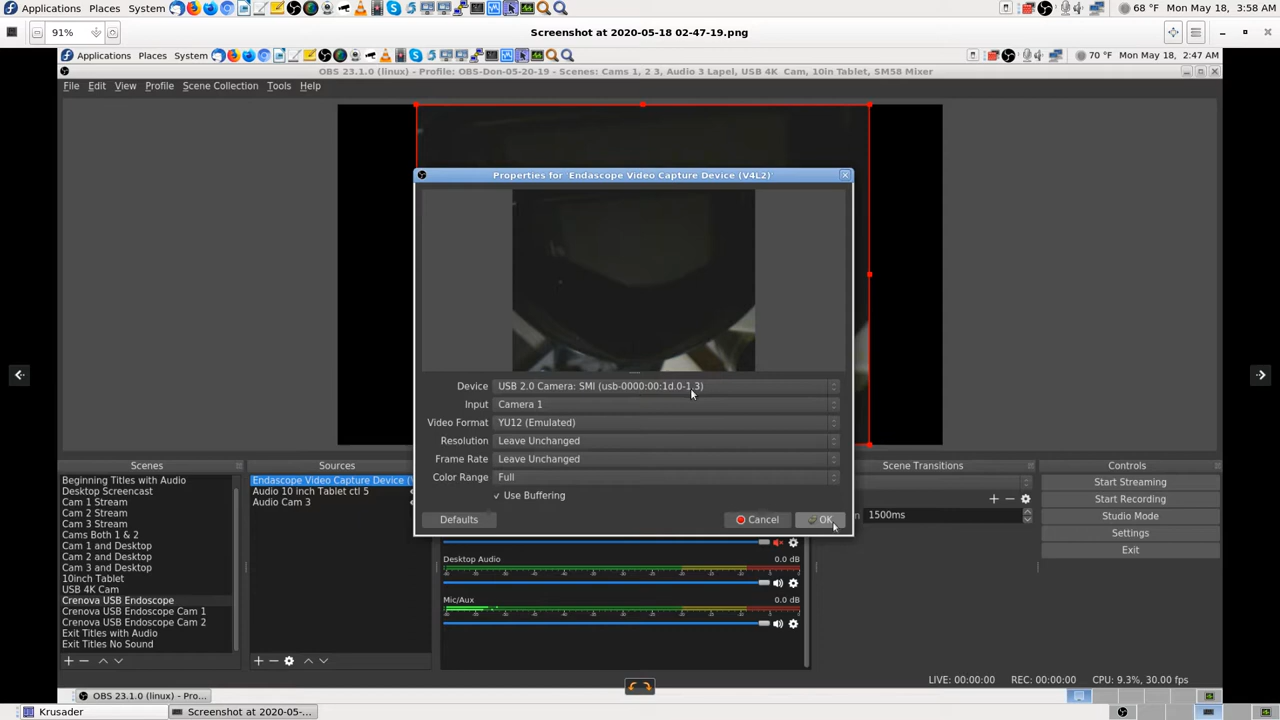 Applications Places System 68 °F Mon May 18, 3:58 AM
91% Screenshot at 2020-05-18 02-47-19.png
Applications Places System 70 °F Mon May 18, 2:47 AM
OBS 23.1.0 (linux) - Profile: OBS-Don-05-20-19 - Scenes: Cams 1, 2 3, Audio 3 Lapel, USB 4K Cam, 10in Tablet, SM58 Mixer
File Edit View Profile Scene Collection Tools Help
Properties for 'Endascope Video Capture Device (V4L2)'
Device USB 2.0 Camera: SMI (usb-0000:00:1d.0-1.3)
Input Camera 1
Video Format YU12 (Emulated)
Resolution Leave Unchanged
Frame Rate Leave Unchanged
Color Range Full
Use Buffering
Defaults Cancel OK
Scenes
Beginning Titles with Audio
Desktop Screencast
Cam 1 Stream
Cam 2 Stream
Cam 3 Stream
Cams Both 1 & 2
Cam 1 and Desktop
Cam 2 and Desktop
Cam 3 and Desktop
10inch Tablet
USB 4K Cam
Crenova USB Endoscope
Crenova USB Endoscope Cam 1
Crenova USB Endoscope Cam 2
Exit Titles with Audio
Exit Titles No Sound
Sources
Endascope Video Capture Device (
Audio 10 inch Tablet ctl 5
Audio Cam 3
Desktop Audio 0.0 dB
Mic/Aux 0.0 dB
Scene Transitions
1500ms
Controls
Start Streaming
Start Recording
Studio Mode
Settings
Exit
LIVE: 00:00:00 REC: 00:00:00 CPU: 9.3%, 30.00 fps
OBS 23.1.0 (linux) - Pro...
Krusader Screenshot at 2020-05-...